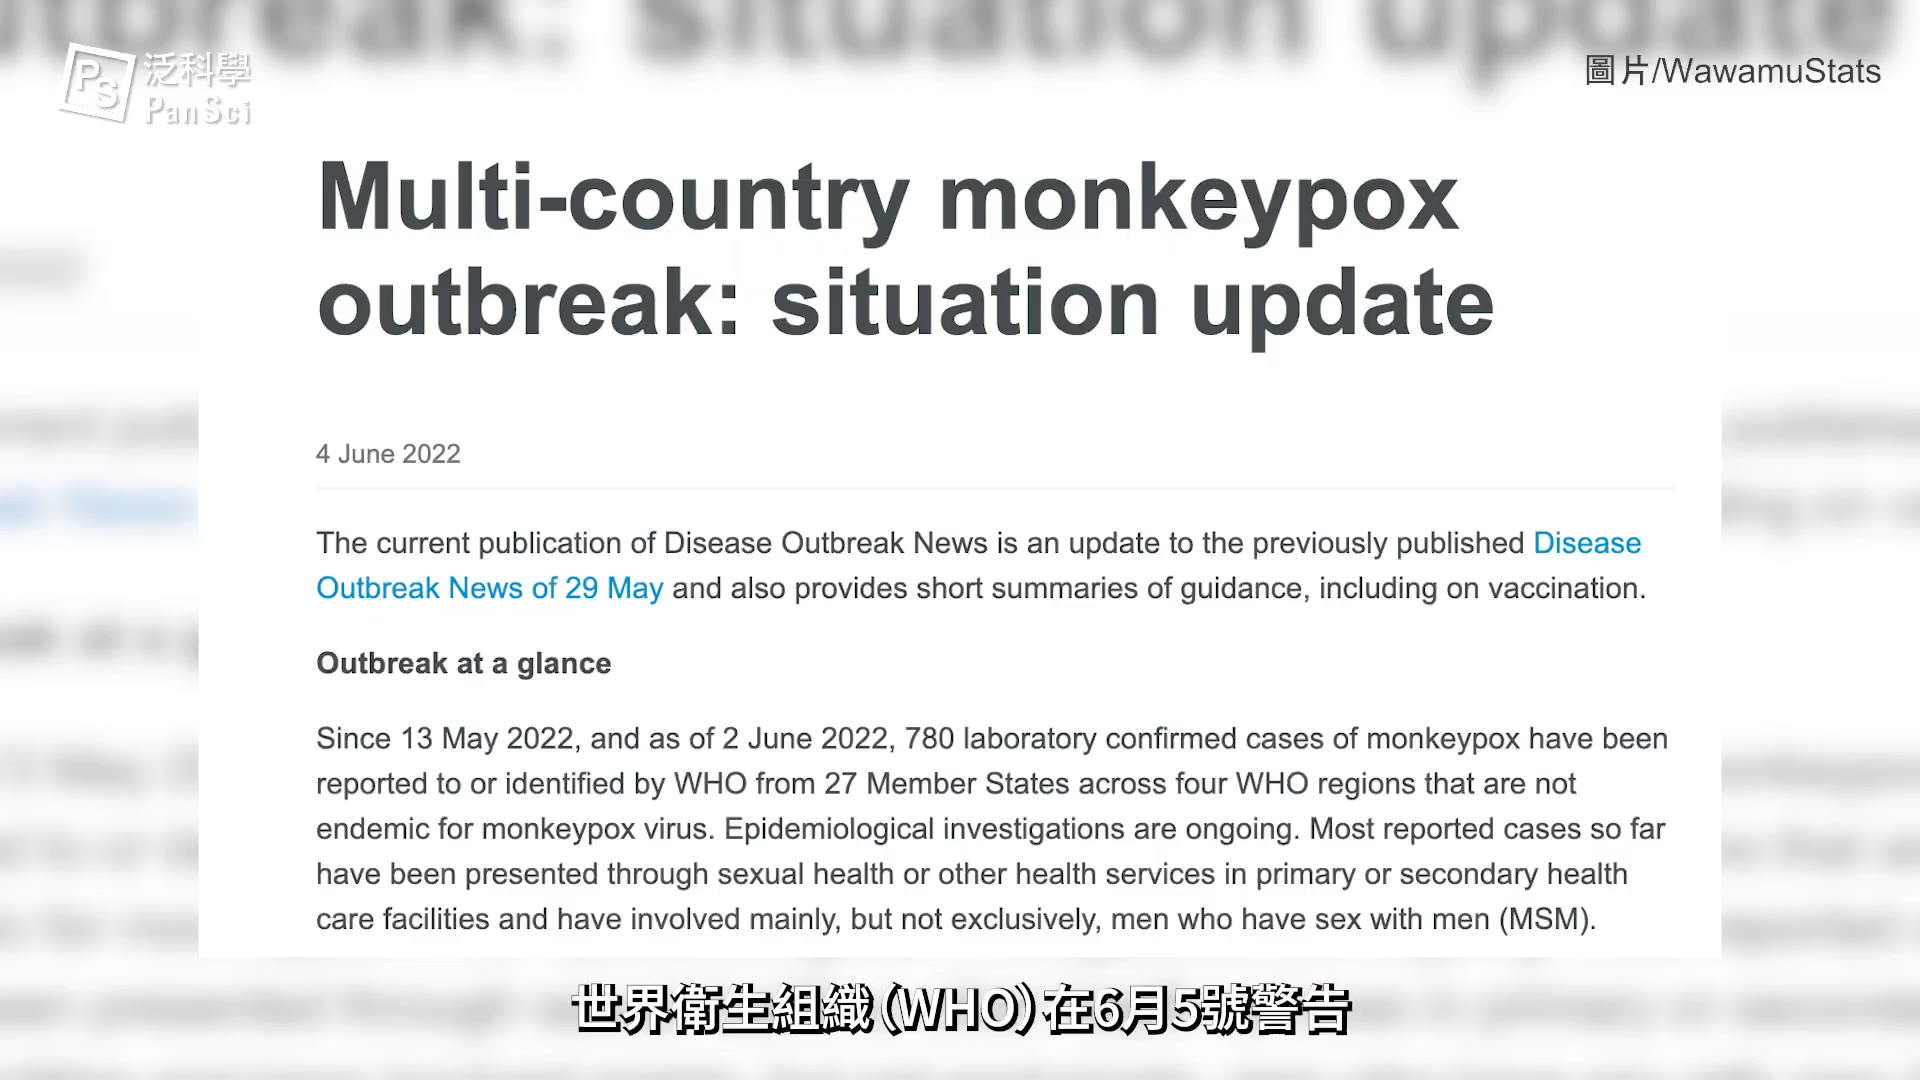 泛科學
PanSci
圖片/WawamuStats
Multi-country monkeypox
outbreak: situation update
4 June 2022
The current publication of Disease Outbreak News is an update to the previously published Disease
Outbreak News of 29 May and also provides short summaries of guidance, including on vaccination.
Outbreak at a glance
Since 13 May 2022, and as of 2 June 2022, 780 laboratory confirmed cases of monkeypox have been
reported to or identified by WHO from 27 Member States across four WHO regions that are not
endemic for monkeypox virus. Epidemiological investigations are ongoing. Most reported cases so far
have been presented through sexual health or other health services in primary or secondary health
care facilities and have involved mainly, but not exclusively, men who have sex with men (MSM).
世界衛生組織(WHO)在6月5號警告